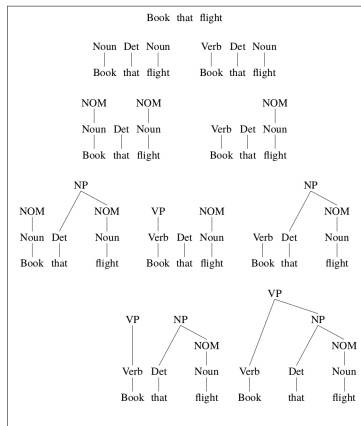 Book that flight
Noun Det Noun Verb Det Noun
Book that flight Book that flight
NOM NOM NOM
Noun Det Noun Verb Det Noun
Book that flight Book that flight
NP NP
NOM NOM VP NOM NOM
Noun Det Noun Verb Det Noun Verb Det Noun
Book that flight Book that flight Book that flight
VP
VP NP NP
NOM NOM
Verb Det Noun Verb Det Noun
Book that flight Book that flight